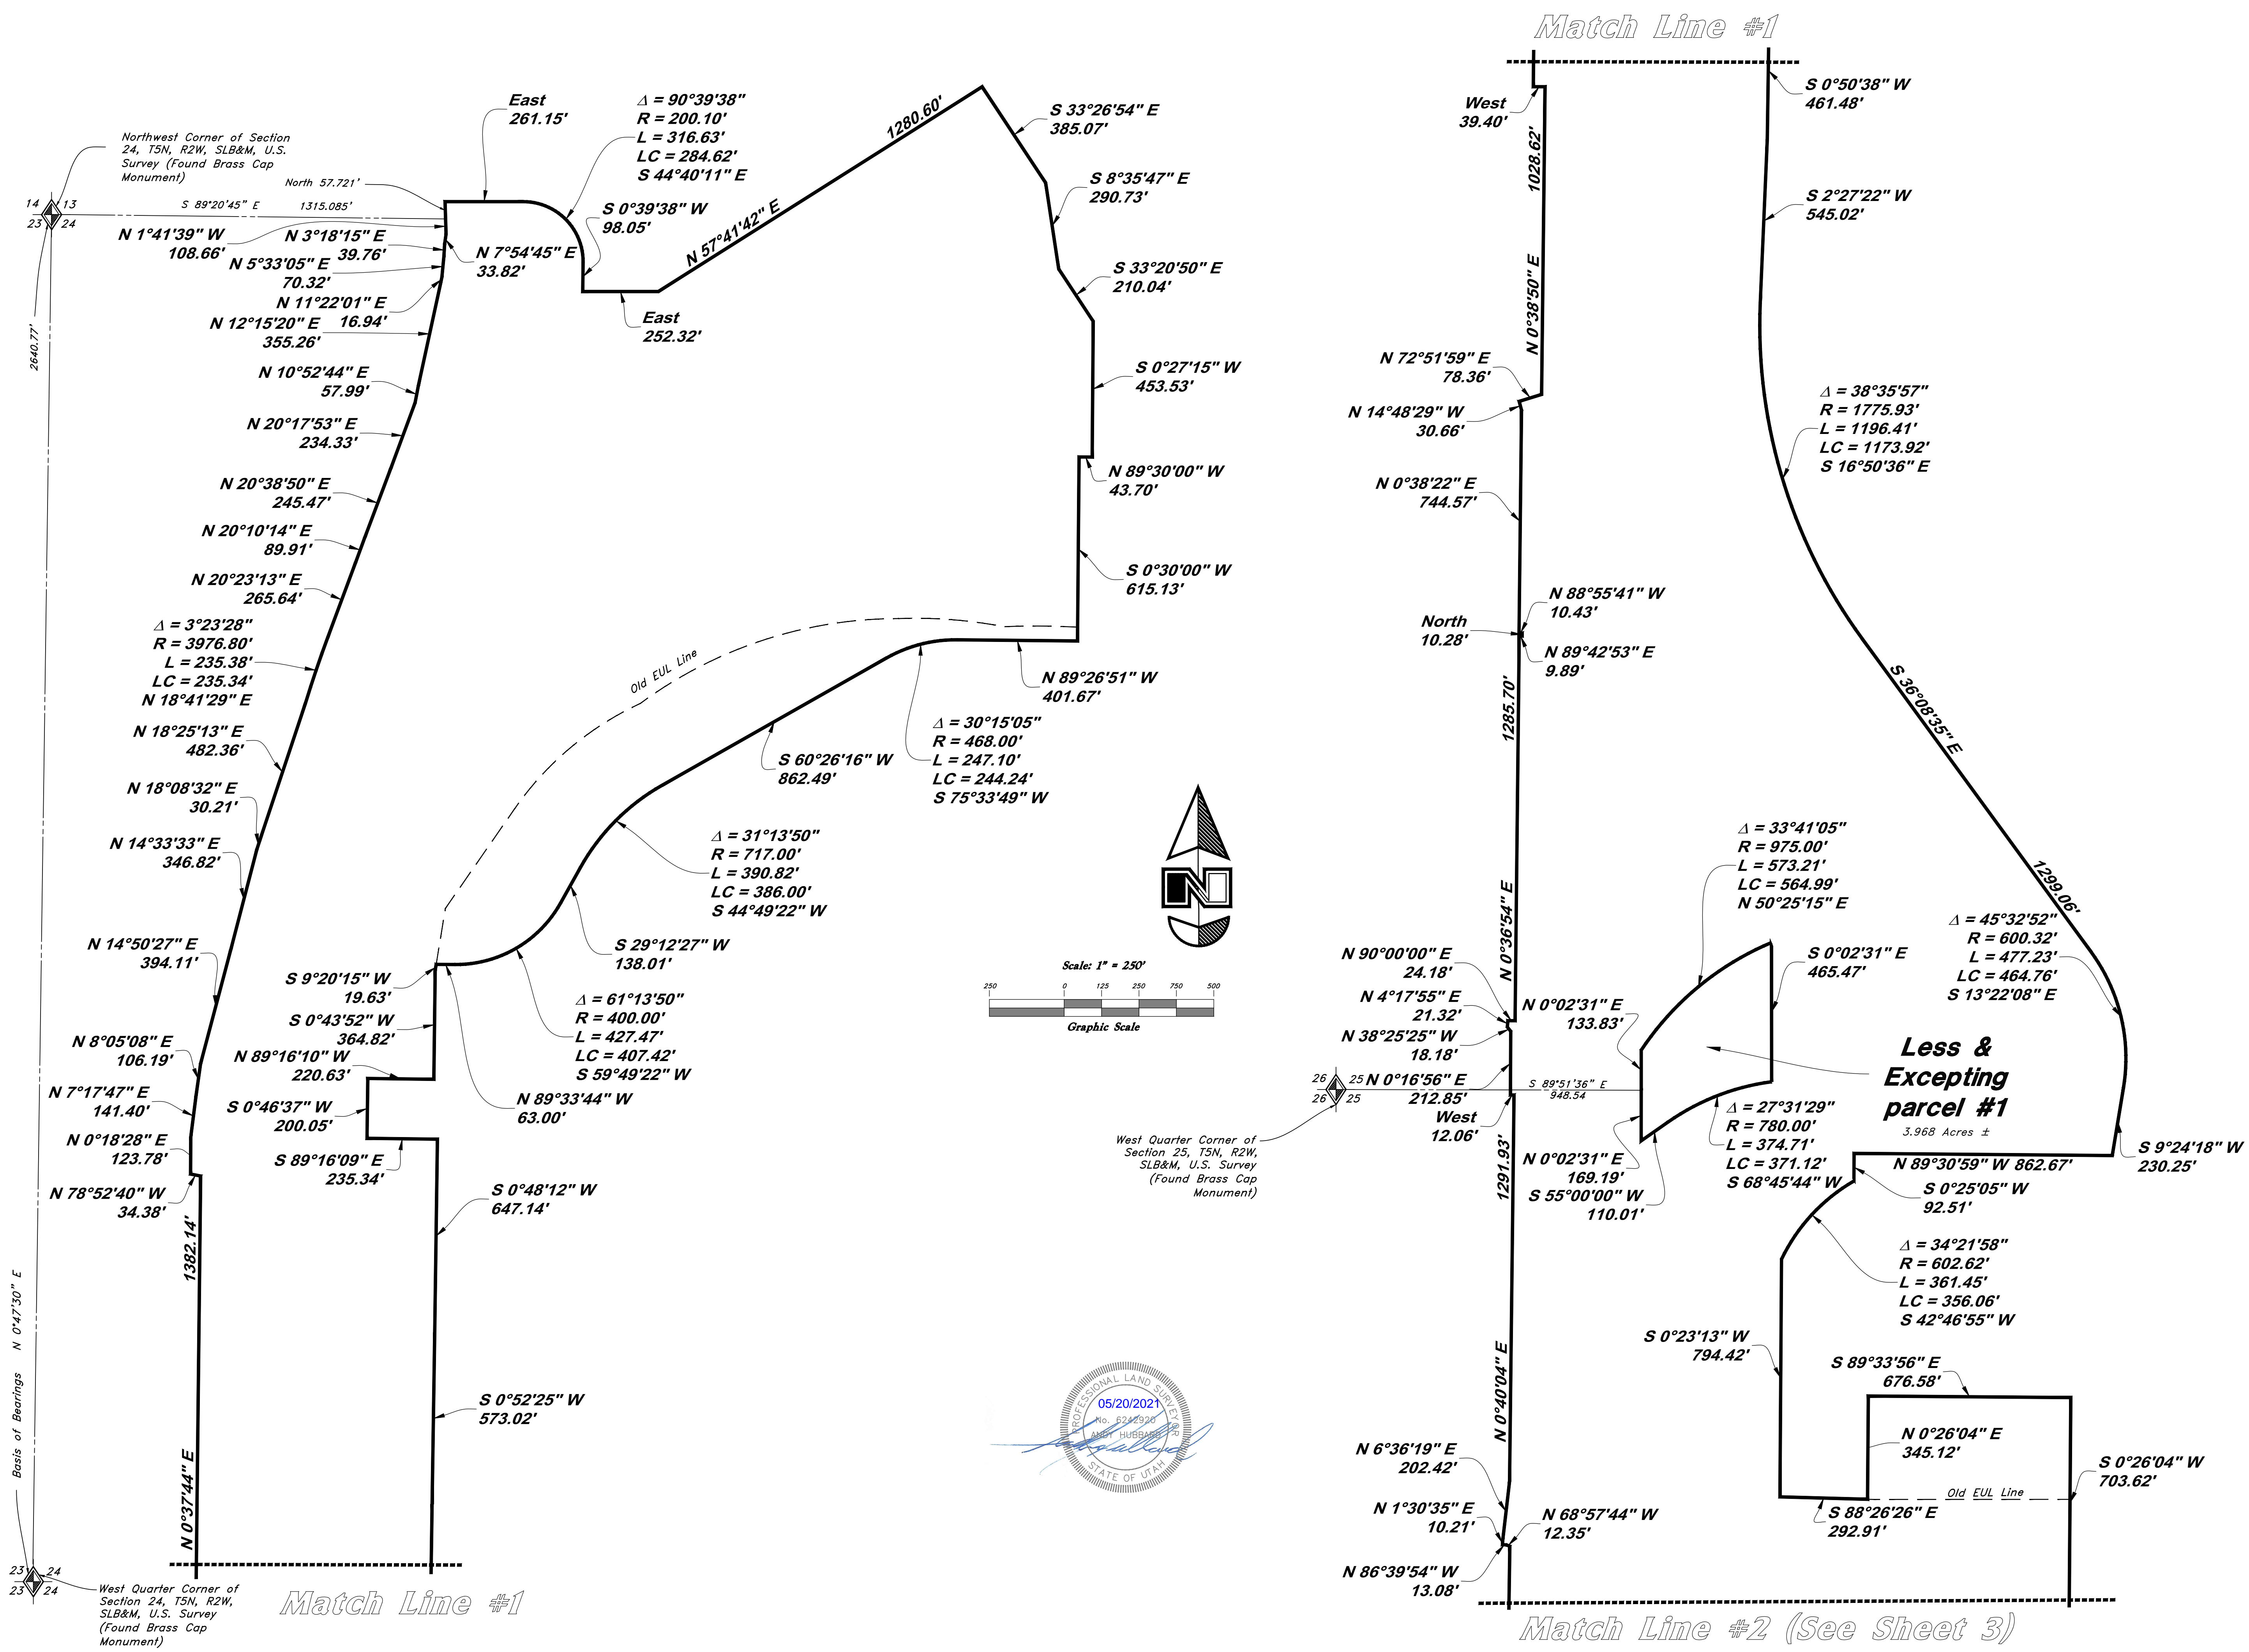 Match Line #1
Northwest Corner of Section
24, T5N, R2W, SLB&M, U.S.
Survey (Found Brass Cap
Monument)
North 57.721'
14
13
23
24
S 89°20'45" E
1315.085'
2640.77'
Basis of Bearings
N 0°47'30" E
East
261.15'
Δ = 90°39'38"
R = 200.10'
L = 316.63'
LC = 284.62'
S 44°40'11" E
S 0°39'38" W
98.05'
East
252.32'
N 57°41'42" E
1280.60'
S 33°26'54" E
385.07'
S 8°35'47" E
290.73'
S 33°20'50" E
210.04'
S 0°27'15" W
453.53'
N 89°30'00" W
43.70'
S 0°30'00" W
615.13'
N 89°26'51" W
401.67'
Δ = 30°15'05"
R = 468.00'
L = 247.10'
LC = 244.24'
S 75°33'49" W
S 60°26'16" W
862.49'
Δ = 31°13'50"
R = 717.00'
L = 390.82'
LC = 386.00'
S 44°49'22" W
S 29°12'27" W
138.01'
Δ = 61°13'50"
R = 400.00'
L = 427.47'
LC = 407.42'
S 59°49'22" W
N 89°33'44" W
63.00'
Old EUL Line
N 1°41'39" W
108.66'
N 7°54'45" E
33.82'
N 3°18'15" E
39.76'
N 5°33'05" E
70.32'
N 11°22'01" E
16.94'
N 12°15'20" E
355.26'
N 10°52'44" E
57.99'
N 20°17'53" E
234.33'
N 20°38'50" E
245.47'
N 20°10'14" E
89.91'
N 20°23'13" E
265.64'
Δ = 3°23'28"
R = 3976.80'
L = 235.38'
LC = 235.34'
N 18°41'29" E
N 18°25'13" E
482.36'
N 18°08'32" E
30.21'
N 14°33'33" E
346.82'
N 14°50'27" E
394.11'
N 8°05'08" E
106.19'
N 7°17'47" E
141.40'
N 0°18'28" E
123.78'
N 78°52'40" W
34.38'
1382.14'
N 0°37'44" E
S 9°20'15" W
19.63'
S 0°43'52" W
364.82'
N 89°16'10" W
220.63'
S 0°46'37" W
200.05'
S 89°16'09" E
235.34'
S 0°48'12" W
647.14'
S 0°52'25" W
573.02'
23
24
23
24
West Quarter Corner of
Section 24, T5N, R2W,
SLB&M, U.S. Survey
(Found Brass Cap
Monument)
Match Line #1
N
Scale: 1" = 250'
250
0
125
250
750
500
Graphic Scale
PROFESSIONAL LAND SURVEYOR
05/20/2021
No. 6242920
ANDY HUBBARD
STATE OF UTAH
West
39.40'
1028.62'
N 0°38'50" E
S 0°50'38" W
461.48'
S 2°27'22" W
545.02'
N 72°51'59" E
78.36'
N 14°48'29" W
30.66'
N 0°38'22" E
744.57'
Δ = 38°35'57"
R = 1775.93'
L = 1196.41'
LC = 1173.92'
S 16°50'36" E
N 88°55'41" W
10.43'
North
10.28'
N 89°42'53" E
9.89'
1285.70'
N 0°36'54" E
S 36°08'35" E
1299.06'
Δ = 33°41'05"
R = 975.00'
L = 573.21'
LC = 564.99'
N 50°25'15" E
Δ = 45°32'52"
R = 600.32'
L = 477.23'
LC = 464.76'
S 13°22'08" E
N 90°00'00" E
24.18'
N 4°17'55" E
21.32'
N 38°25'25" W
18.18'
N 0°16'56" E
212.85'
West
12.06'
26
25
26
25
S 89°51'36" E
948.54
West Quarter Corner of
Section 25, T5N, R2W,
SLB&M, U.S. Survey
(Found Brass Cap
Monument)
N 0°02'31" E
133.83'
S 0°02'31" E
465.47'
Less &
Excepting
parcel #1
3.968 Acres ±
Δ = 27°31'29"
R = 780.00'
L = 374.71'
LC = 371.12'
S 68°45'44" W
N 0°02'31" E
169.19'
S 55°00'00" W
110.01'
N 89°30'59" W 862.67'
S 9°24'18" W
230.25'
S 0°25'05" W
92.51'
Δ = 34°21'58"
R = 602.62'
L = 361.45'
LC = 356.06'
S 42°46'55" W
1291.93'
N 0°40'04" E
S 0°23'13" W
794.42'
S 89°33'56" E
676.58'
N 0°26'04" E
345.12'
S 0°26'04" W
703.62'
Old EUL Line
S 88°26'26" E
292.91'
N 6°36'19" E
202.42'
N 1°30'35" E
10.21'
N 68°57'44" W
12.35'
N 86°39'54" W
13.08'
Match Line #2 (See Sheet 3)